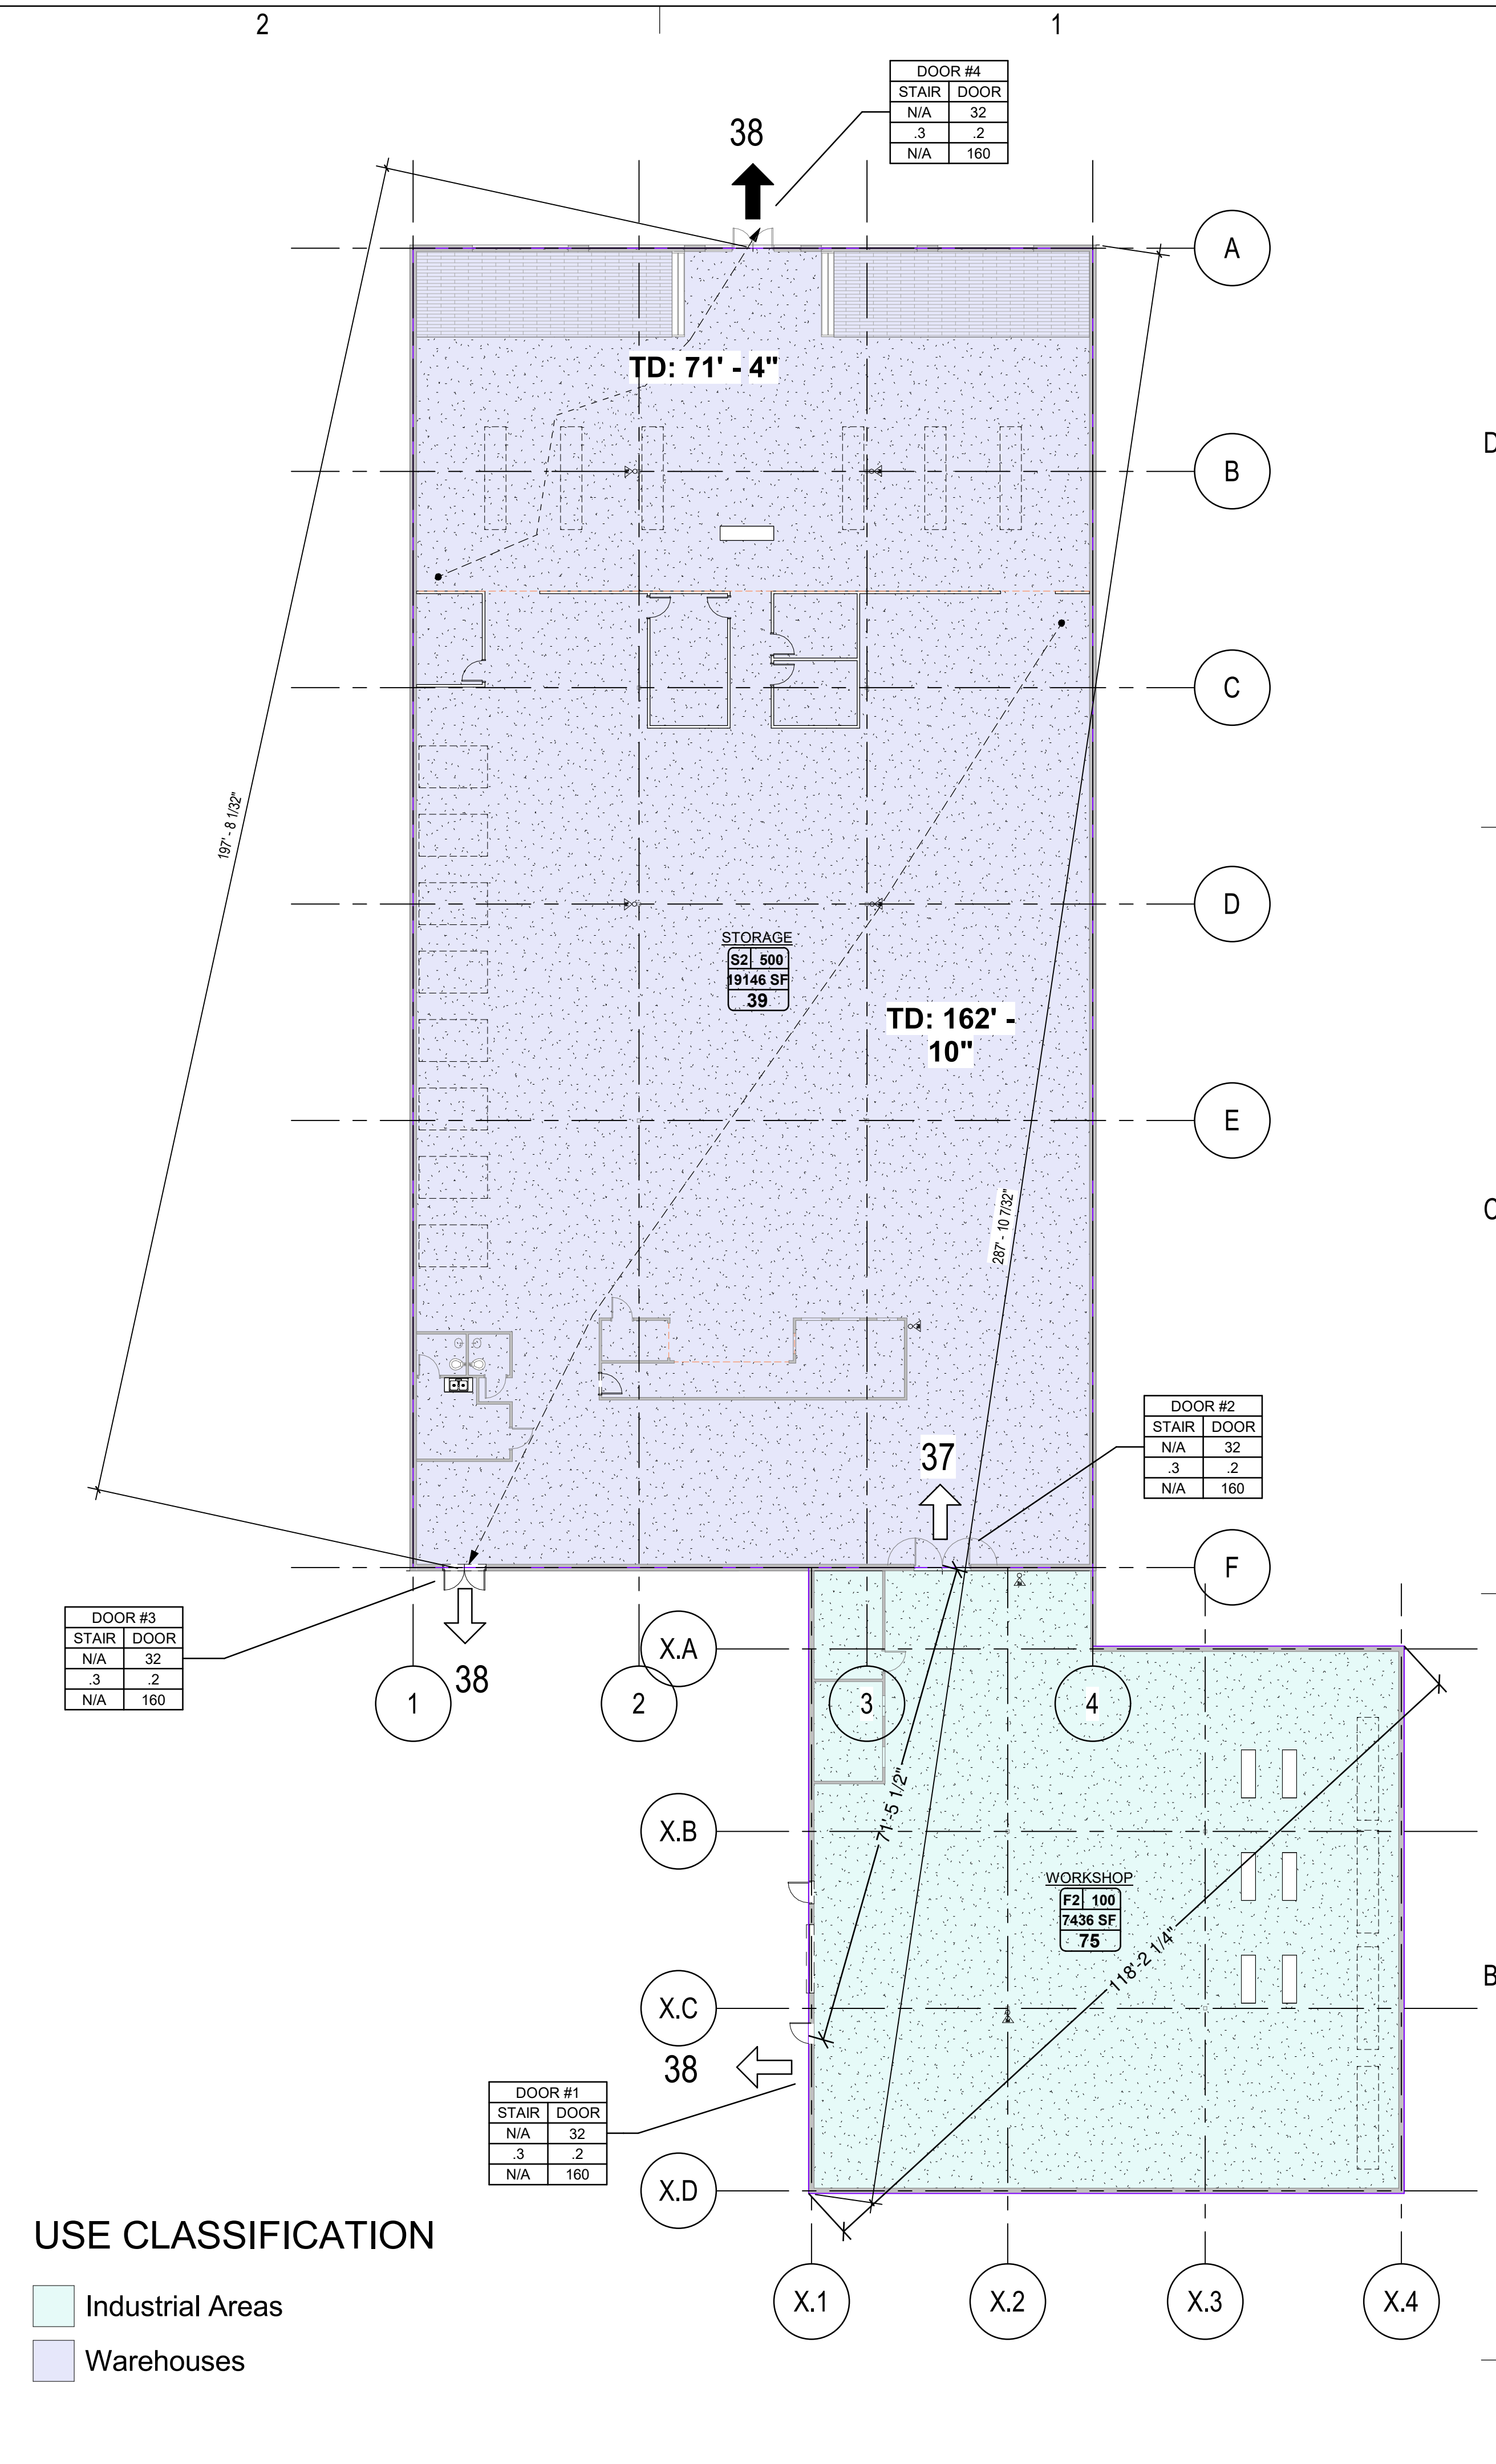 2
1
DOOR #4
STAIR DOOR
N/A 32
.3 .2
N/A 160
38
A
TD: 71' - 4"
D
B
C
197' - 8 1/32"
D
STORAGE
S2 500
19146 SF
39
TD: 162' -
10"
E
287' - 10 7/32"
C
DOOR #2
STAIR DOOR
N/A 32
.3 .2
N/A 160
37
F
DOOR #3
STAIR DOOR
N/A 32
.3 .2
N/A 160
38
X.A
1
2
3
4
71'-5 1/2"
X.B
WORKSHOP
F2 100
7436 SF
75
118'-2 1/4"
B
X.C
38
DOOR #1
STAIR DOOR
N/A 32
.3 .2
N/A 160
X.D
USE CLASSIFICATION
Industrial Areas
Warehouses
X.1
X.2
X.3
X.4